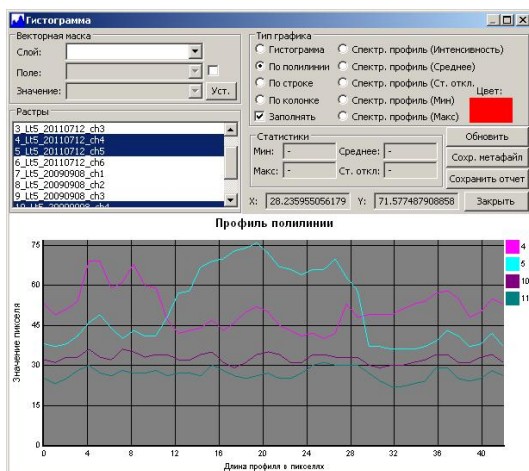 Гистограмма
Векторная маска
Слой:
Поле:
Значение:
Уст.
Растры
3_Lt5_20110712_ch3
4_Lt5_20110712_ch4
5_Lt5_20110712_ch5
6_Lt5_20110712_ch6
7_Lt5_20090908_ch1
8_Lt5_20090908_ch2
9_Lt5_20090908_ch3
10_Lt5_20090908_ch4
Тип графика
Гистограмма
По полилинии
По строке
По колонке
Заполнять
Спектр. профиль (Интенсивность)
Спектр. профиль (Среднее)
Спектр. профиль (Ст. откл.
Спектр. профиль (Мин)
Спектр. профиль (Макс)
Цвет:
Статистики
Мин: -
Среднее: -
Макс: -
Ст. откл: -
Обновить
Сохр. метафайл
Сохранить отчет
X: 28.235955056179
Y: 71.577487908858
Закрыть
Профиль полилинии
Значение пикселя
75
60
45
30
15
0
0 4 8 12 16 20 24 28 32 36 40
Длина профиля в пикселях
4
5
10
11